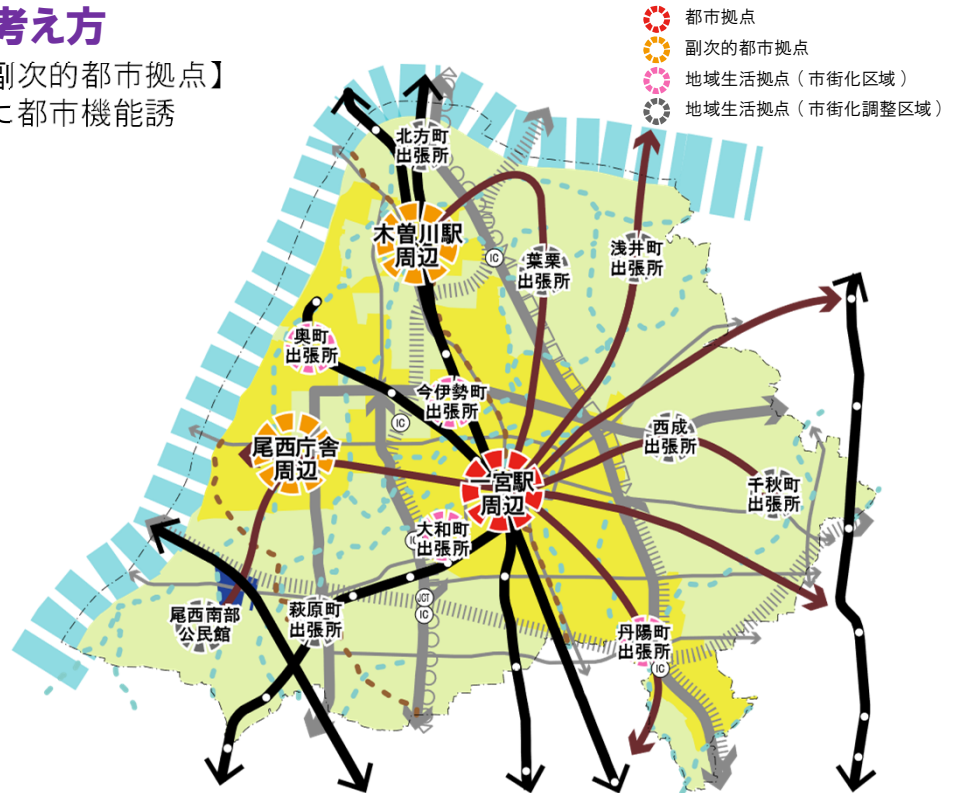 考え方
副次的都市拠点】
に都市機能誘
都市拠点
副次的都市拠点
地域生活拠点（市街化区域）
地域生活拠点（市街化調整区域）
北方町
出張所
木曽川駅
周辺
葉栗
出張所
浅井町
出張所
IC
奥町
出張所
今伊勢町
出張所
IC
西成
出張所
尾西庁舎
周辺
一宮駅
周辺
千秋町
出張所
大和町
出張所
IC
JCT
IC
尾西南部
公民館
萩原町
出張所
丹陽町
出張所
IC